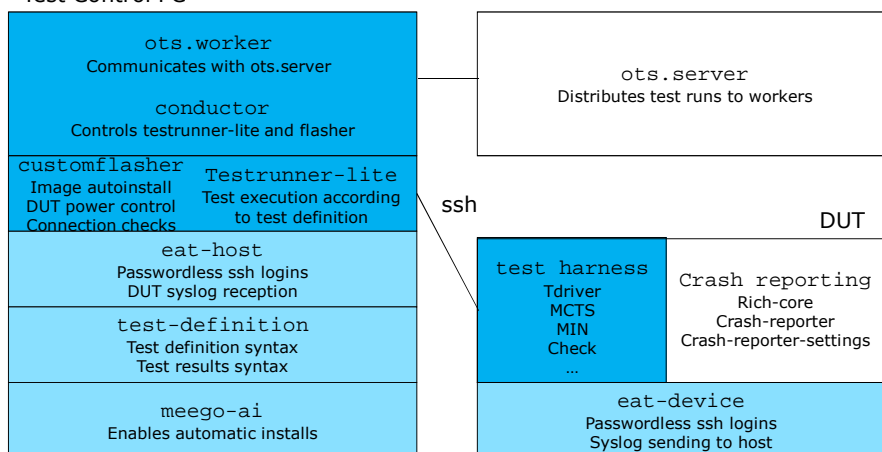 Test Control PC
ots.worker
Communicates with ots.server
conductor
Controls testrunner-lite and flasher
ots.server
Distributes test runs to workers
customflasher
Image autoinstall
DUT power control
Connection checks
Testrunner-lite
Test execution according
to test definition
ssh
DUT
eat-host
Passwordless ssh logins
DUT syslog reception
test harness
Tdriver
MCTS
MIN
Check
...
Crash reporting
Rich-core
Crash-reporter
Crash-reporter-settings
test-definition
Test definition syntax
Test results syntax
meego-ai
Enables automatic installs
eat-device
Passwordless ssh logins
Syslog sending to host